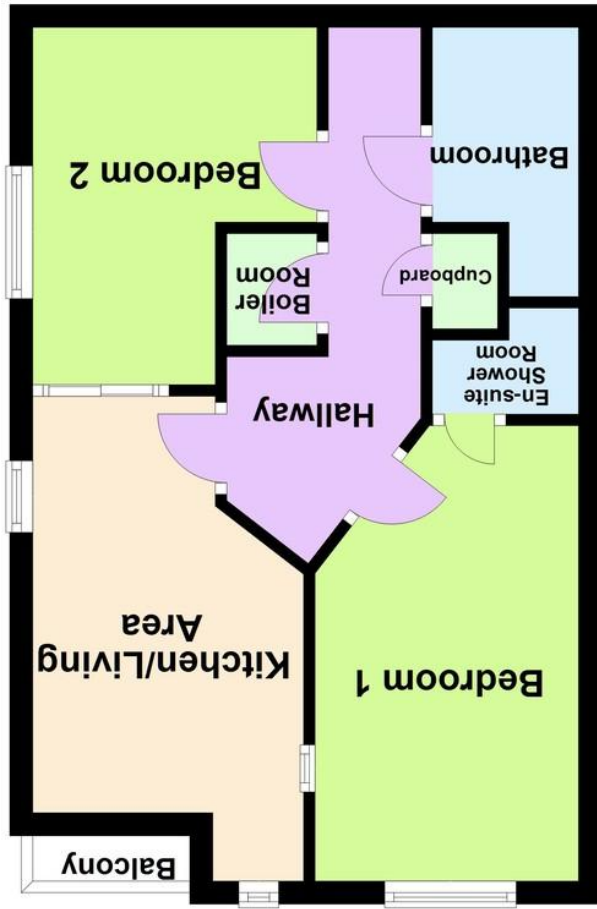 Balcony
Bedroom 1
Kitchen/Living
Area
En-suite
Shower
Room
Hallway
Cupboard
Boiler
Room
Bathroom
Bedroom 2